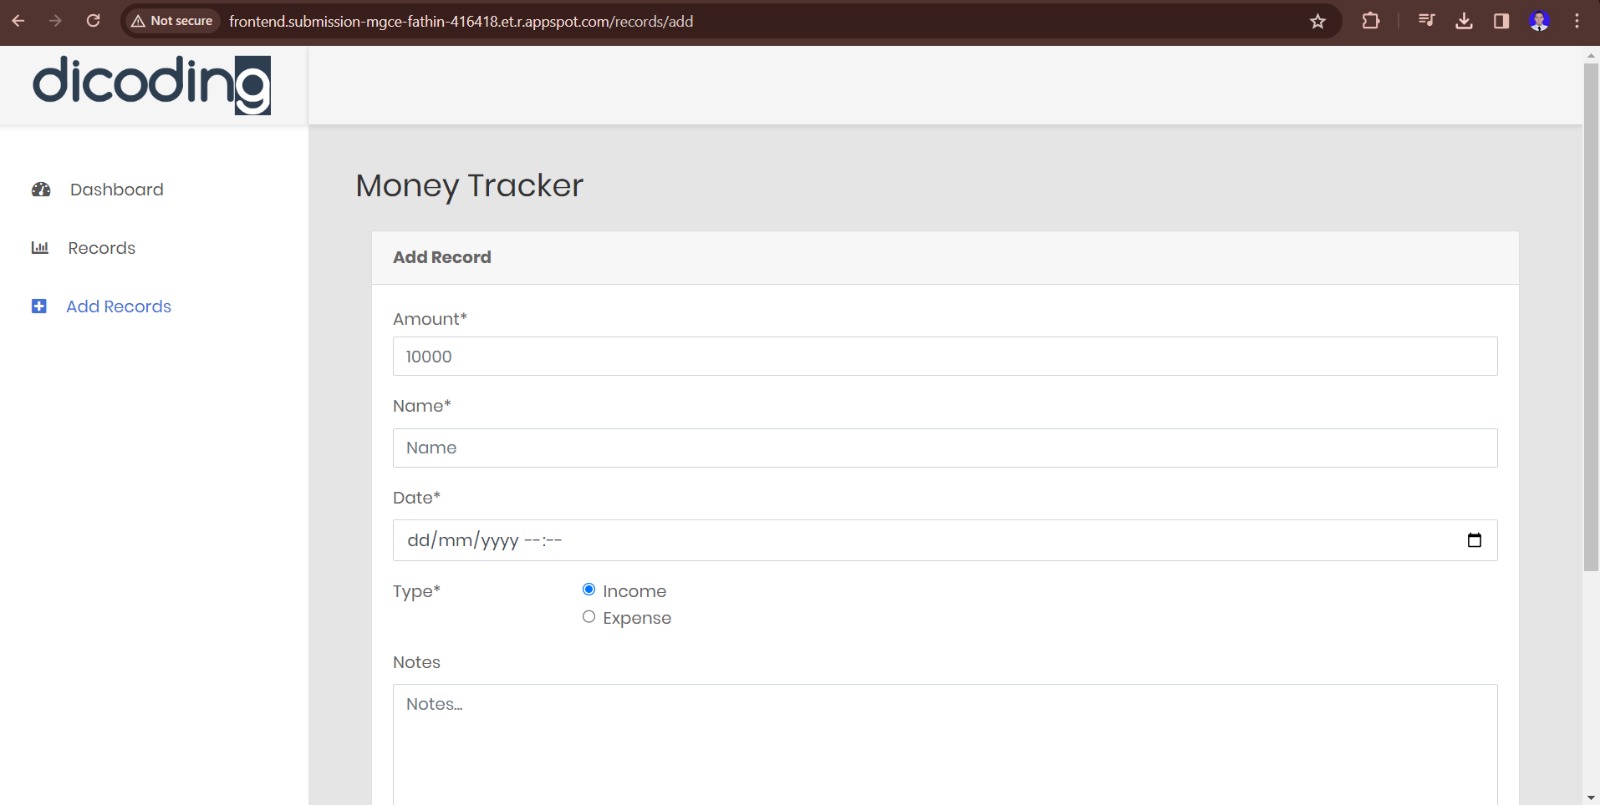 Not secure frontend.submission-mgce-fathin-416418.et.r.appspot.com/records/add
dicoding
Dashboard
Records
Add Records
Money Tracker
Add Record
Amount*
10000
Name*
Name
Date*
dd/mm/yyyy --:--
Type*
Income
Expense
Notes
Notes...